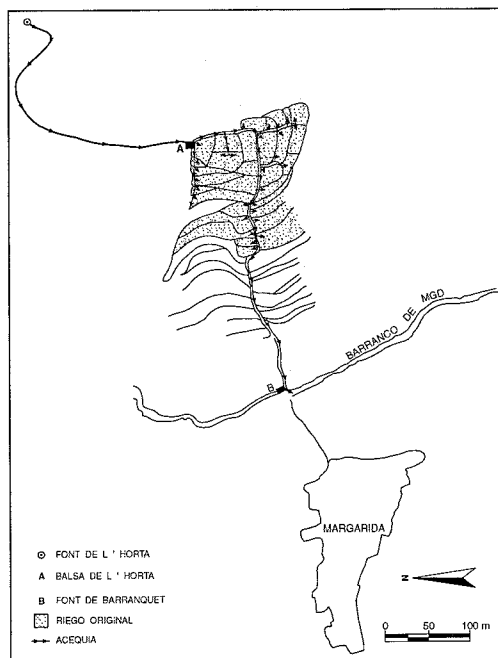 A
BARRANCO DE MGD
B
MARGARIDA
FONT DE L ' HORTA
A BALSA DE L ' HORTA
B FONT DE BARRANQUET
RIEGO ORIGINAL
ACEQUIA
N
0 50 100 m